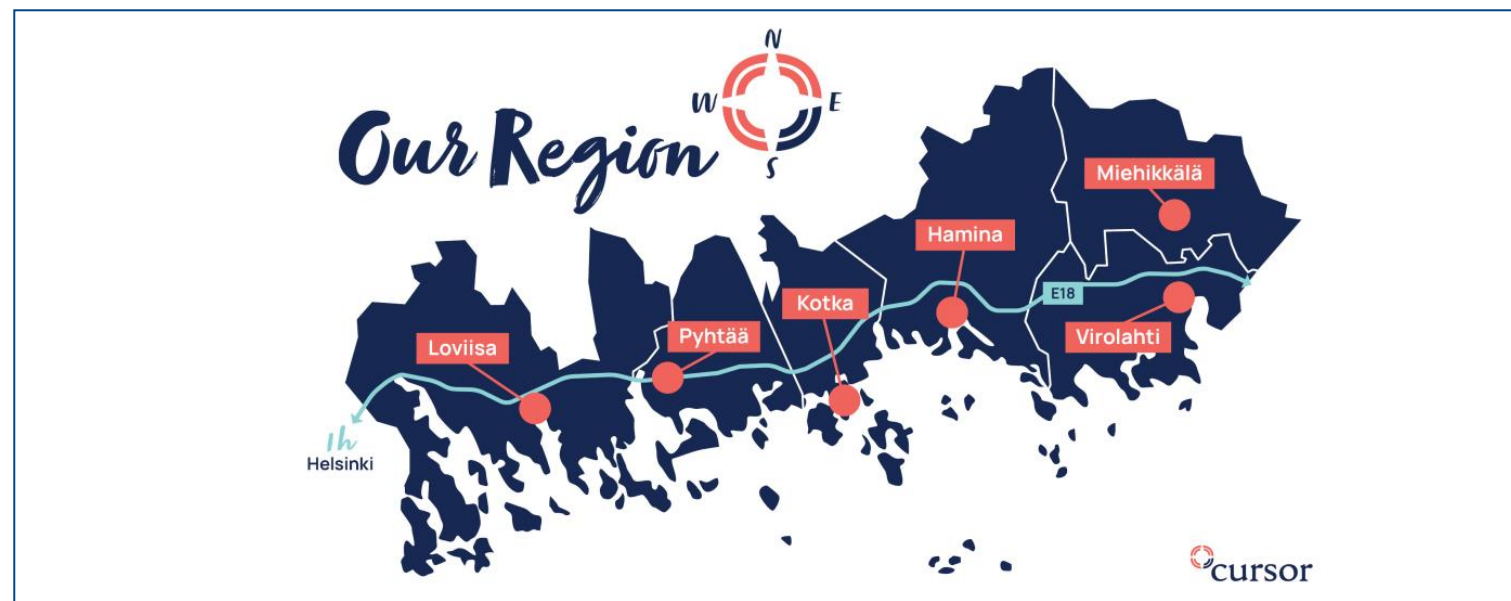 N
W E
S
Our Region
Miehikkälä
Hamina
E18
Kotka
Virolahti
Pyhtää
Loviisa
1h
Helsinki
cursor